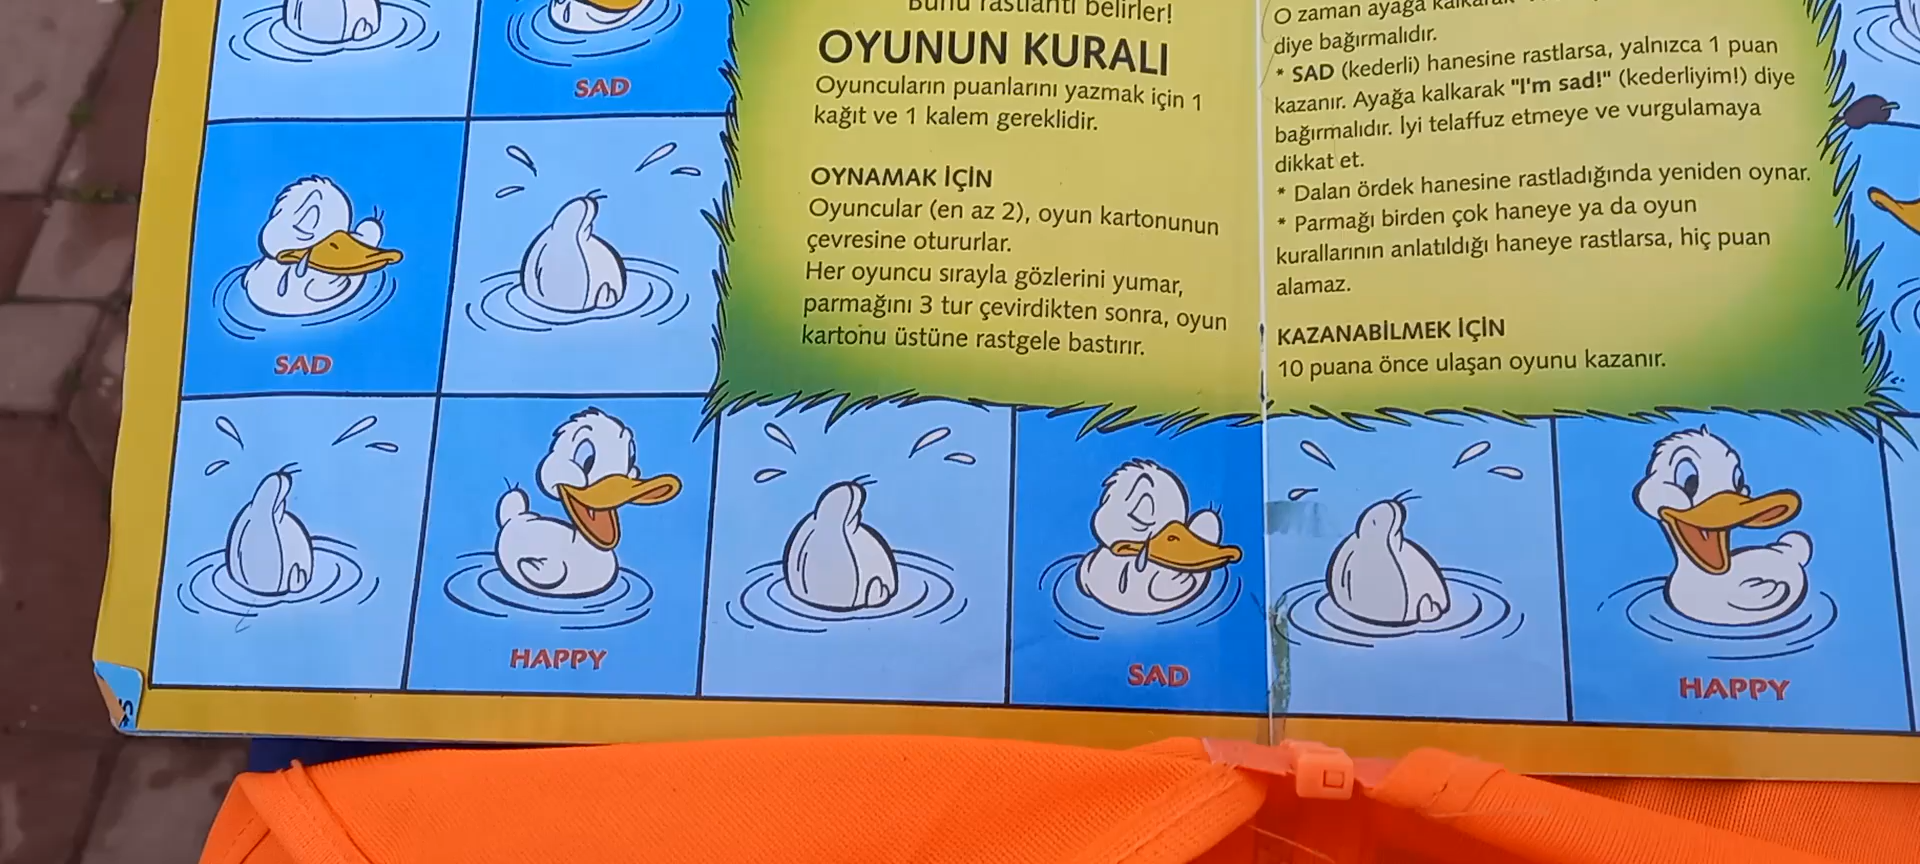 Bunu rastlantı belirler!
OYUNUN KURALI
Oyuncuların puanlarını yazmak için 1
kağıt ve 1 kalem gereklidir.
OYNAMAK İÇİN
Oyuncular (en az 2), oyun kartonunun
çevresine otururlar.
Her oyuncu sırayla gözlerini yumar,
parmağını 3 tur çevirdikten sonra, oyun
kartonu üstüne rastgele bastırır.
O zaman ayağa kalkarak
diye bağırmalıdır.
* SAD (kederli) hanesine rastlarsa, yalnızca 1 puan
kazanır. Ayağa kalkarak "I'm sad!" (kederliyim!) diye
bağırmalıdır. İyi telaffuz etmeye ve vurgulamaya
dikkat et.
* Dalan ördek hanesine rastladığında yeniden oynar.
* Parmağı birden çok haneye ya da oyun
kurallarının anlatıldığı haneye rastlarsa, hiç puan
alamaz.
KAZANABİLMEK İÇİN
10 puana önce ulaşan oyunu kazanır.
SAD
SAD
HAPPY
SAD
HAPPY